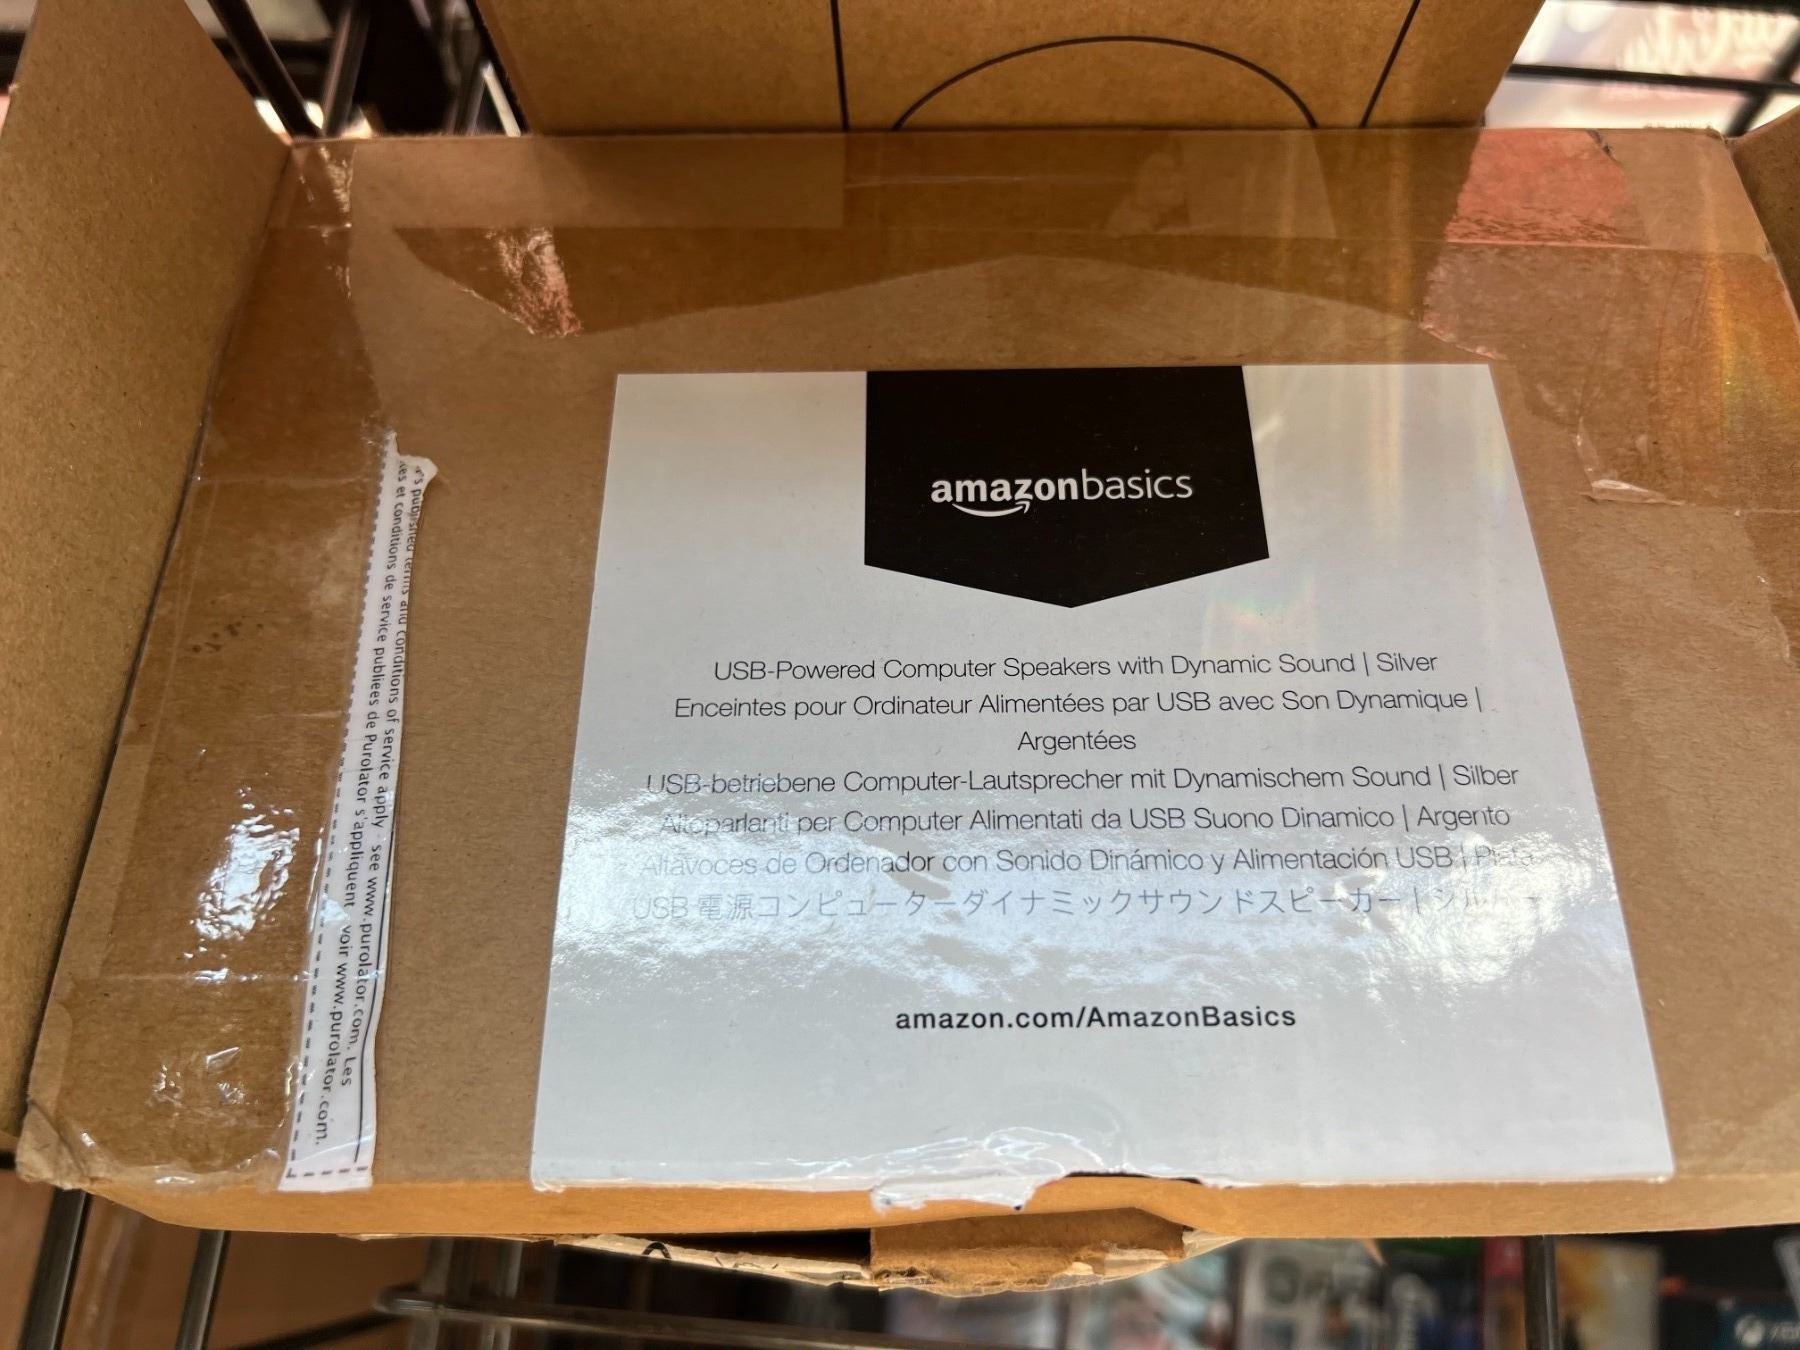 amazonbasics
USB-Powered Computer Speakers with Dynamic Sound | Silver
Enceintes pour Ordinateur Alimentées par USB avec Son Dynamique |
Argentées
USB-betriebene Computer-Lautsprecher mit Dynamischem Sound | Silber
Altoparlanti per Computer Alimentati da USB Suono Dinamico | Argento
Altavoces de Ordenador con Sonido Dinámico y Alimentación USB | Plata
USB 電源コンピューターダイナミックサウンドスピーカー |
amazon.com/AmazonBasics
published terms and conditions of service apply see www.purolator.com. Les
et conditions de service publiees de Purolator s'appliquent voir www.purolator.com.